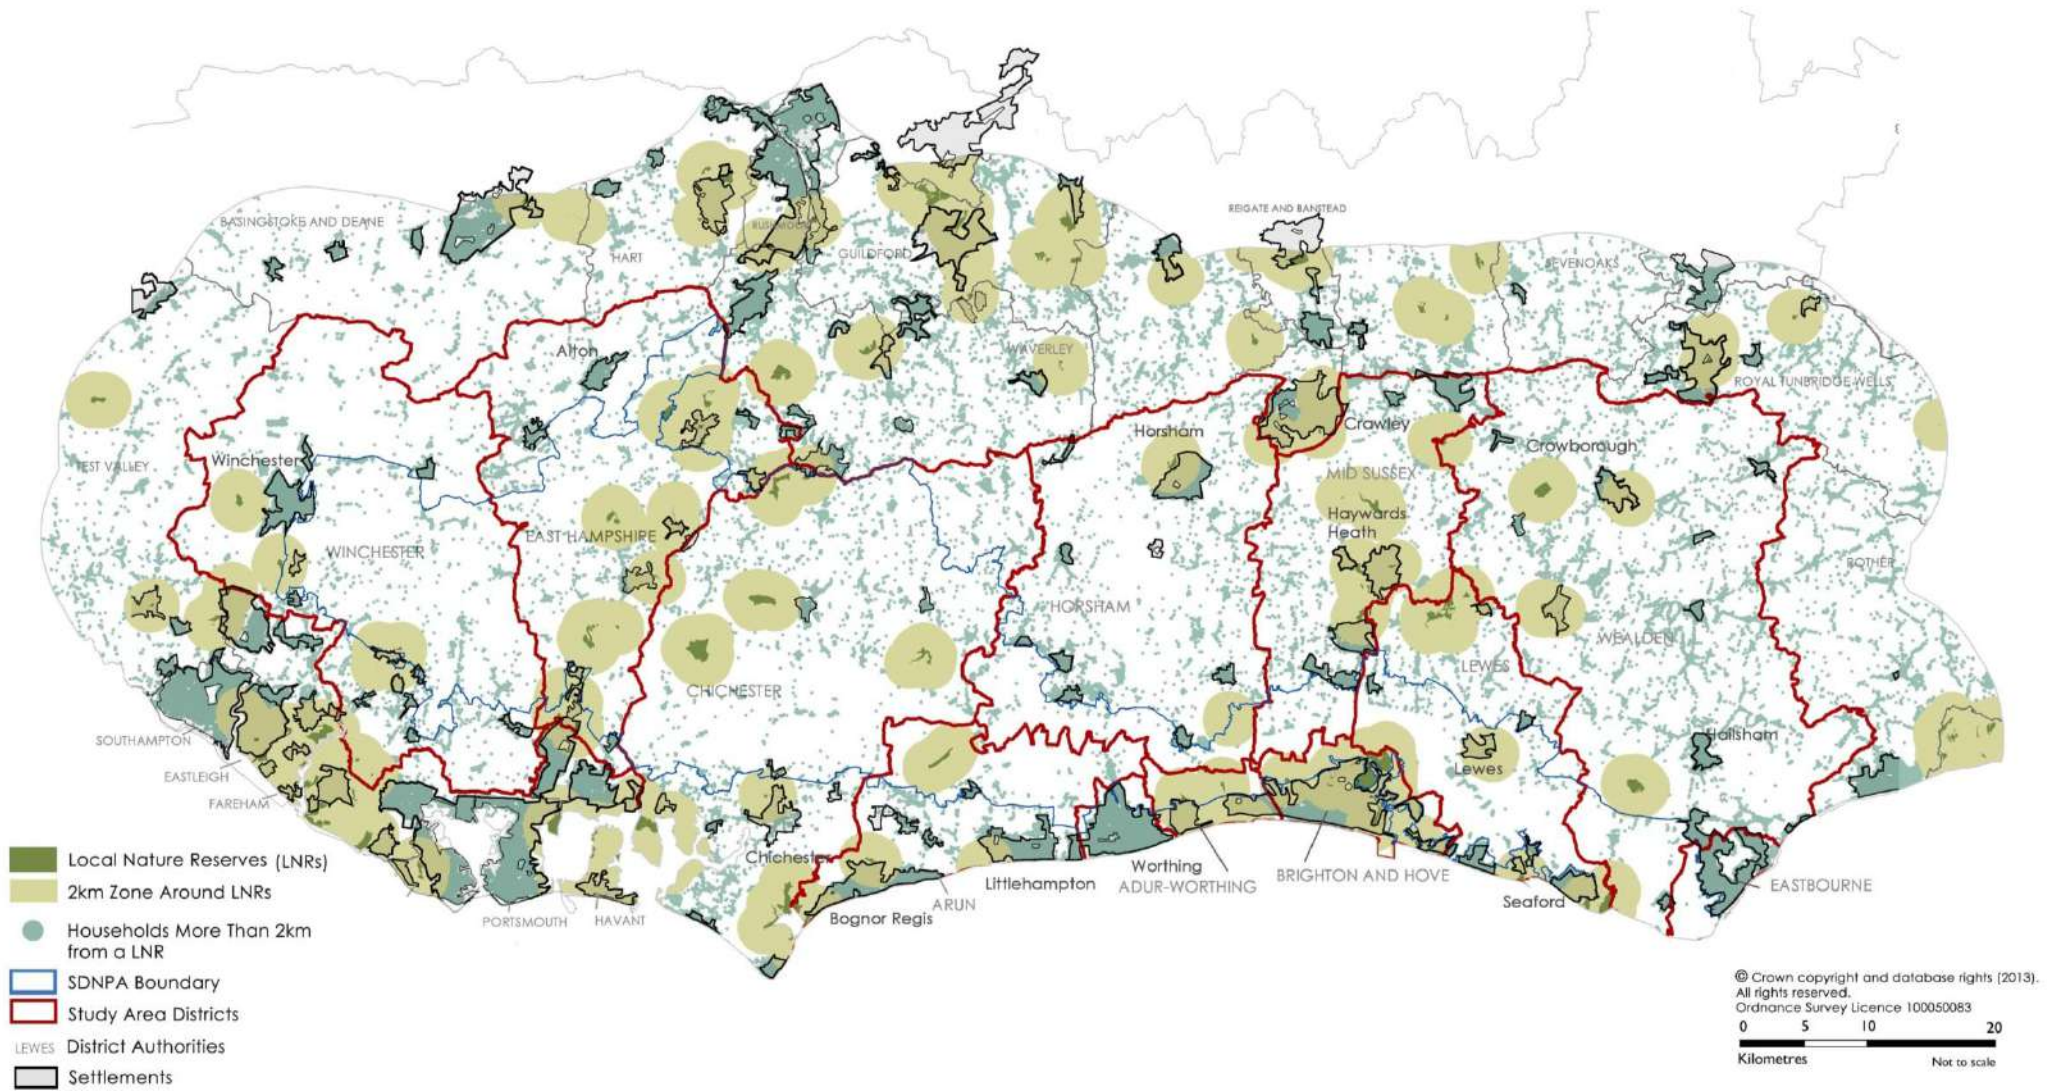 REIGATE AND BANSTEAD
BASINGSTOKE AND DEANE
RUSHMOOR
HART
GUILDFORD
SEVENOAKS
Alton
WAVERLEY
ROYAL TUNBRIDGE WELLS
Horsham
Crawley
Crowborough
Winchester
TEST VALLEY
MID SUSSEX
Haywards
Heath
EAST HAMPSHIRE
WINCHESTER
ROTHER
HORSHAM
WEALDEN
LEWES
CHICHESTER
SOUTHAMPTON
Hailsham
EASTLEIGH
Lewes
FAREHAM
Chichester
Worthing
Littlehampton
ADUR-WORTHING
BRIGHTON AND HOVE
EASTBOURNE
ARUN
Seaford
Bognor Regis
PORTSMOUTH
HAVANT
Local Nature Reserves (LNRs)
2km Zone Around LNRs
Households More Than 2km
from a LNR
SDNPA Boundary
Study Area Districts
LEWES District Authorities
Settlements
© Crown copyright and database rights (2013).
All rights reserved.
Ordnance Survey Licence 100050083
0 5 10 20
Kilometres Not to scale